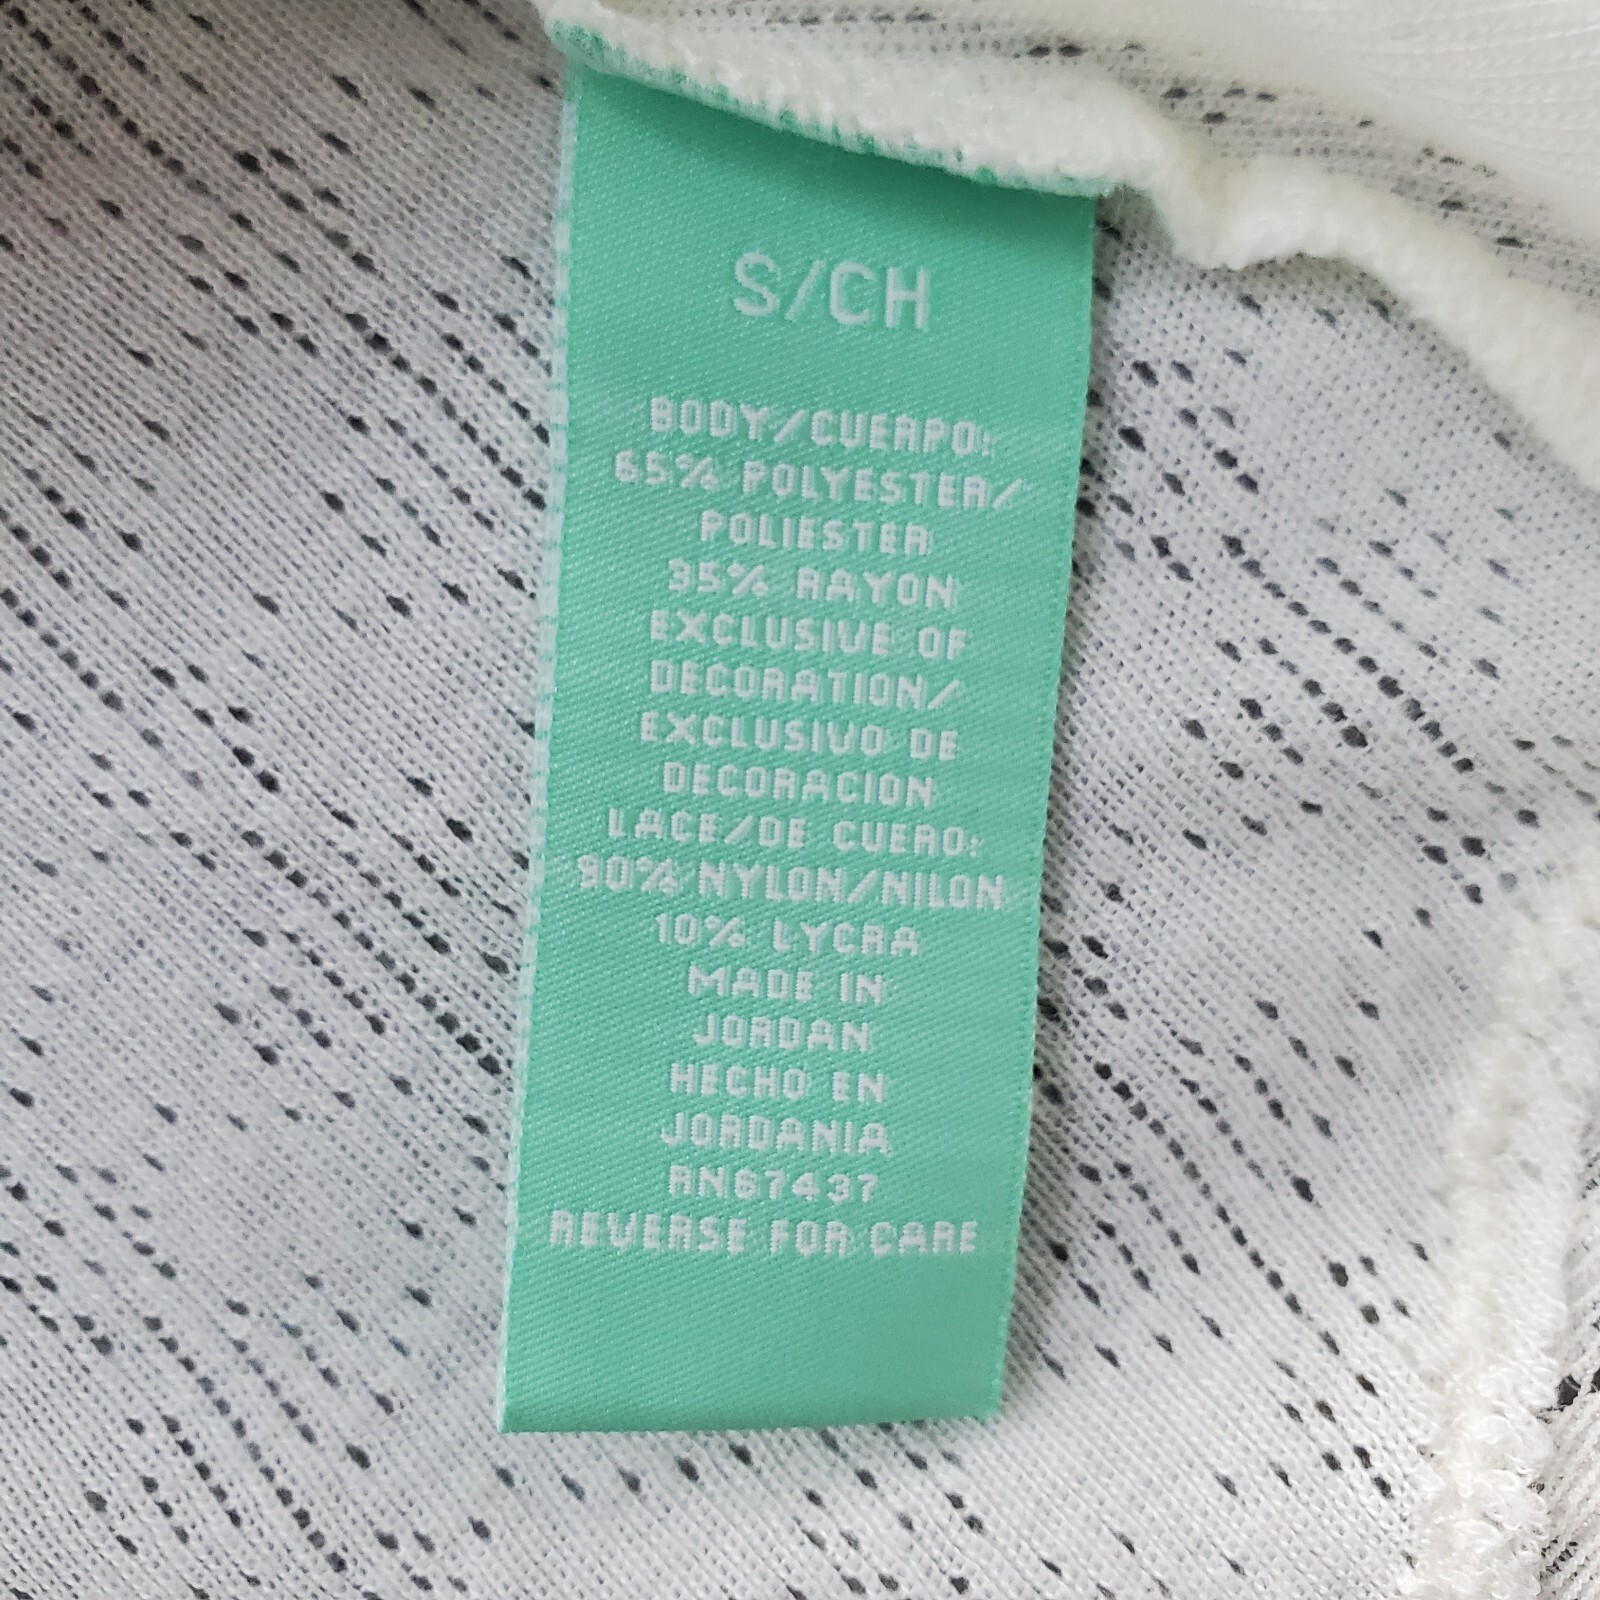 S/CH
BODY/CUERPO:
65% POLYESTER/
POLIESTER
35% RAYON
EXCLUSIVE OF
DECORATION/
EXCLUSIVO DE
DECORACION
LACE/DE CUERO:
90% NYLON/NILON
10% LYCRA
MADE IN
JORDAN
HECHO EN
JORDANIA
RN67437
REVERSE FOR CARE